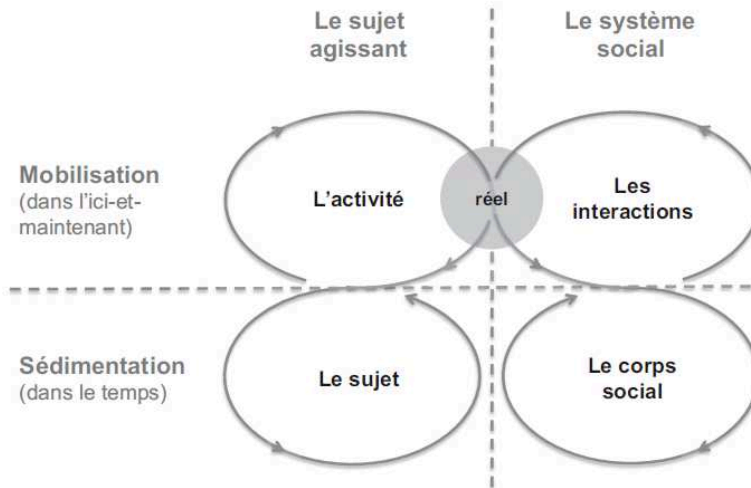 Le sujet
agissant
Le système
social
Mobilisation
(dans l'ici-et-
maintenant)
L'activité
réel
Les
interactions
Sédimentation
(dans le temps)
Le sujet
Le corps
social